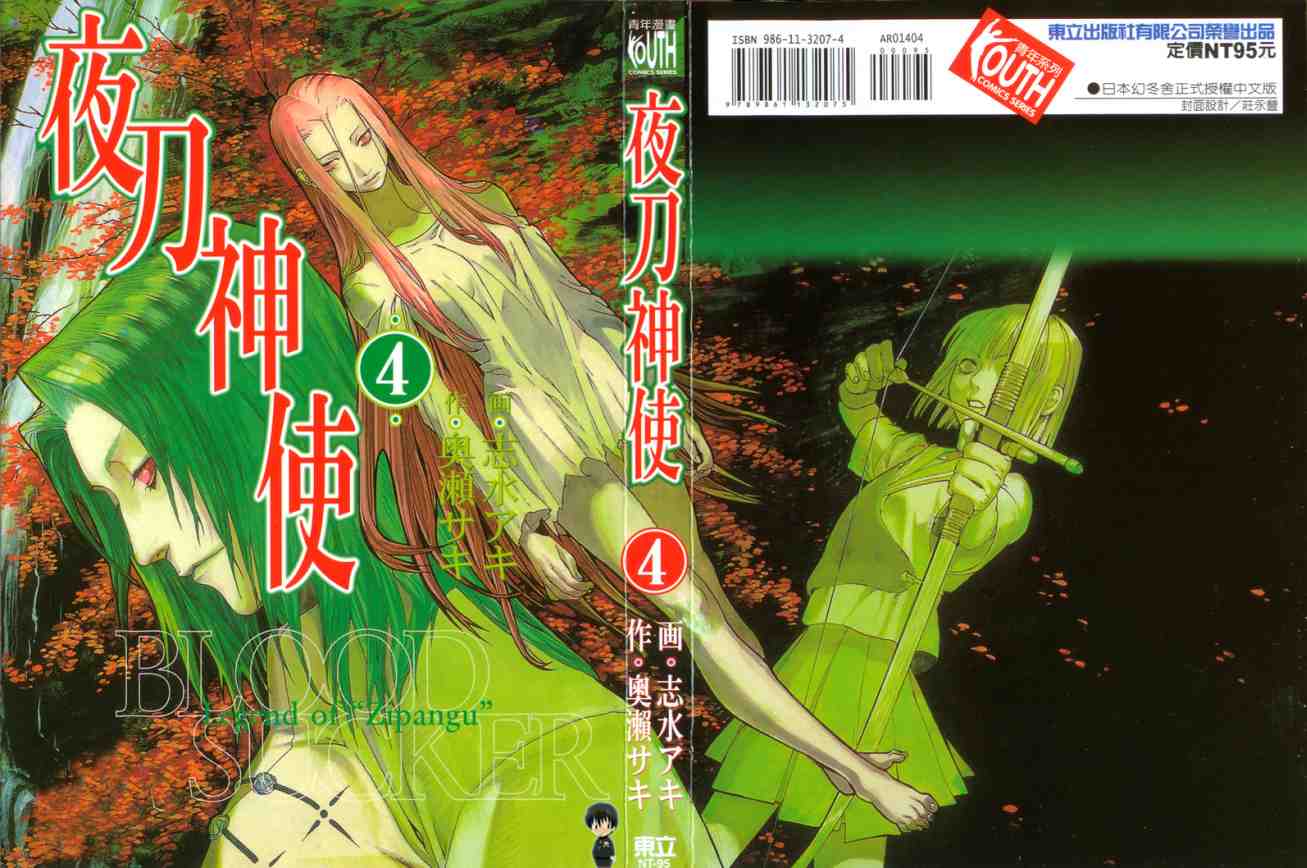 夜刀神使
4
画・志水アキ
作・奥瀬サキ
BLOOD
Legend of "Zipangu"
SUCKER
青年漫畫
YOUTH
COMICS SERIES
夜刀神使
4
画・志水アキ
作・奥瀬サキ
東立
NT-95
ISBN 986-11-3207-4
AR01404
00095
9789861132075
青年系列
YOUTH
COMICS SERIES
東立出版社有限公司榮譽出品
定價NT95元
●日本幻冬舍正式授權中文版
封面設計／莊永豐